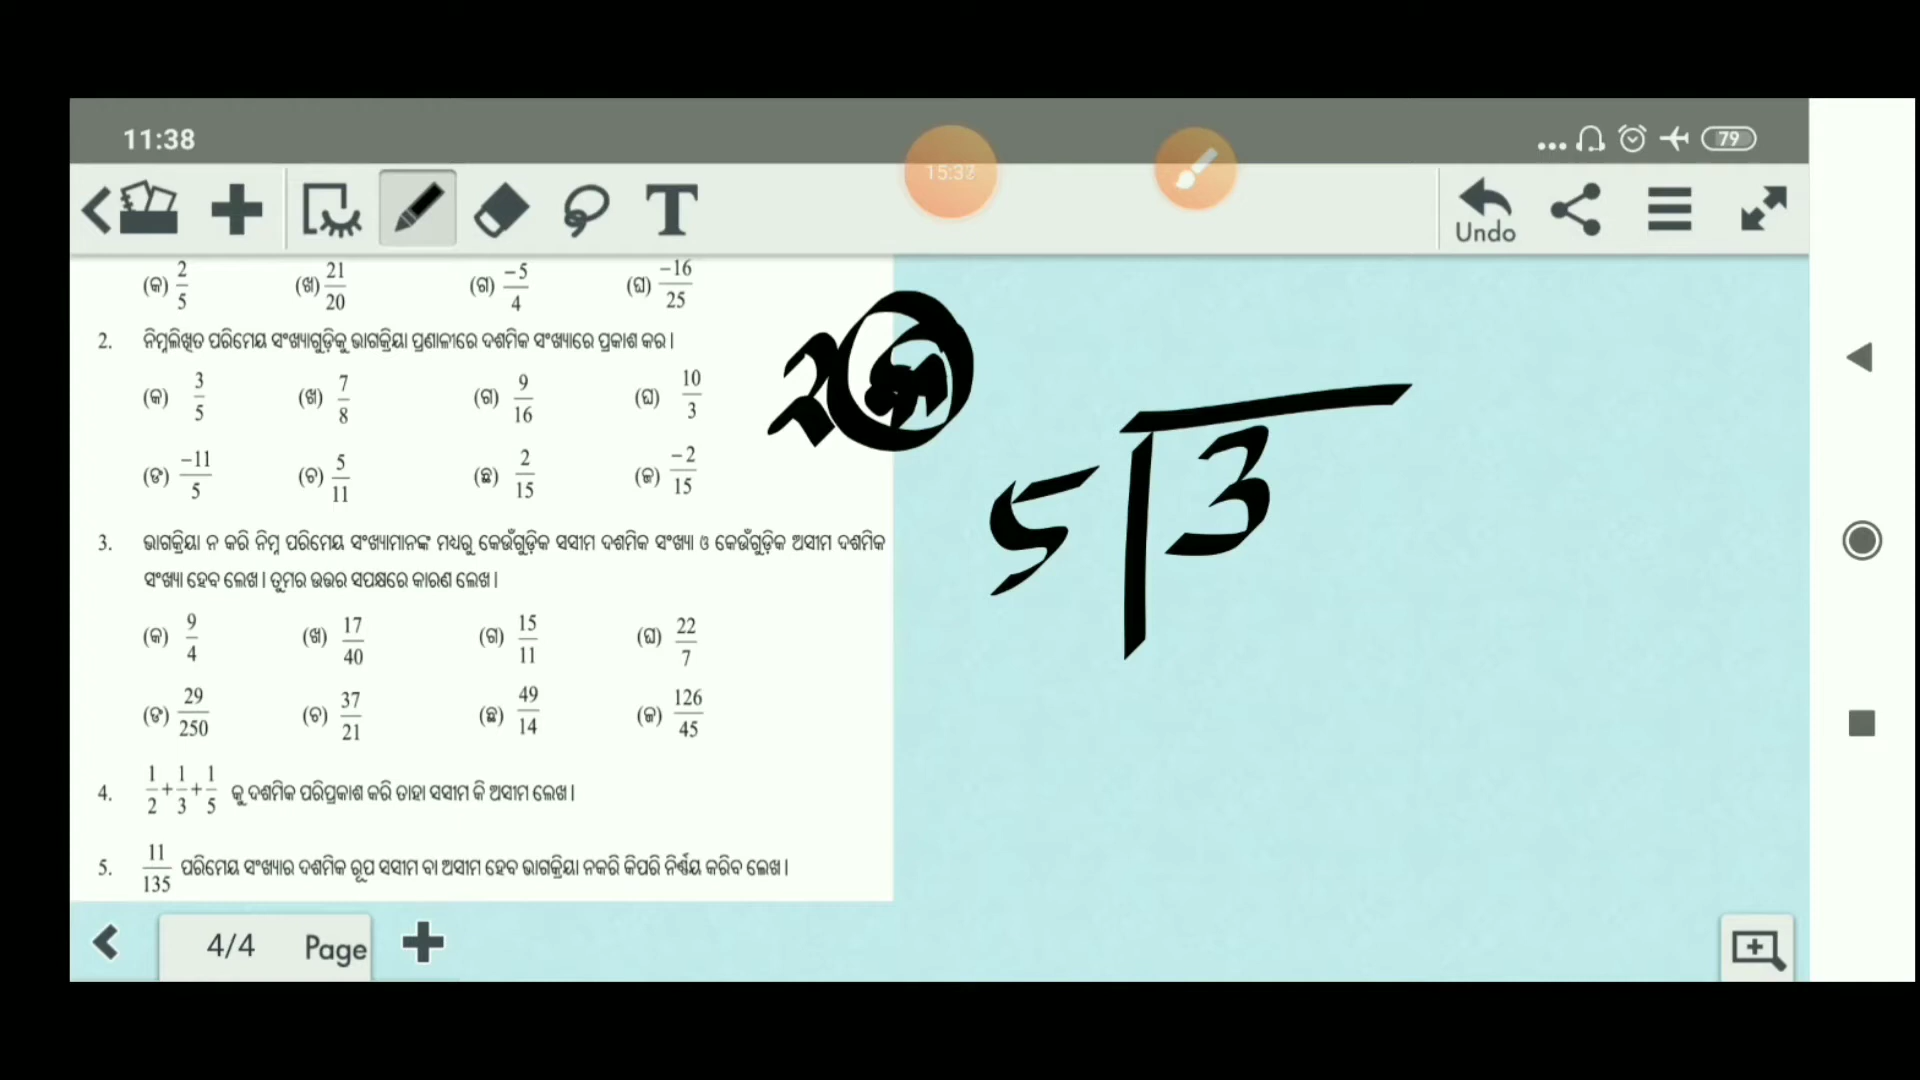 11:38
79
15:37
T
Undo
(କ) 2/5 (ଖ) 21/20 (ଗ) −5/4 (ଘ) −16/25
2. ନିମ୍ନଲିଖିତ ପରିମେୟ ସଂଖ୍ୟାଗୁଡ଼ିକୁ ଭାଗକ୍ରିୟା ପ୍ରଣାଳୀରେ ଦଶମିକ ସଂଖ୍ୟାରେ ପ୍ରକାଶ କର ।
(କ) 3/5 (ଖ) 7/8 (ଗ) 9/16 (ଘ) 10/3
(ଙ) −11/5 (ଚ) 5/11 (ଛ) 2/15 (ଜ) −2/15
3. ଭାଗକ୍ରିୟା ନ କରି ନିମ୍ନ ପରିମେୟ ସଂଖ୍ୟାମାନଙ୍କ ମଧ୍ୟରୁ କେଉଁଗୁଡ଼ିକ ସସୀମ ଦଶମିକ ସଂଖ୍ୟା ଓ କେଉଁଗୁଡ଼ିକ ଅସୀମ ଦଶମିକ
ସଂଖ୍ୟା ହେବ ଲେଖ । ତୁମର ଉତ୍ତର ସପକ୍ଷରେ କାରଣ ଲେଖ ।
(କ) 9/4 (ଖ) 17/40 (ଗ) 15/11 (ଘ) 22/7
(ଙ) 29/250 (ଚ) 37/21 (ଛ) 49/14 (ଜ) 126/45
4. 1/2+1/3+1/5 କୁ ଦଶମିକ ପରିପ୍ରକାଶ କରି ତାହା ସସୀମ କି ଅସୀମ ଲେଖ ।
5. 11/135 ପରିମେୟ ସଂଖ୍ୟାର ଦଶମିକ ରୂପ ସସୀମ ବା ଅସୀମ ହେବ ଭାଗକ୍ରିୟା ନକରି କିପରି ନିର୍ଣ୍ଣୟ କରିବ ଲେଖ ।
2 କ
5 3
4/4 Page